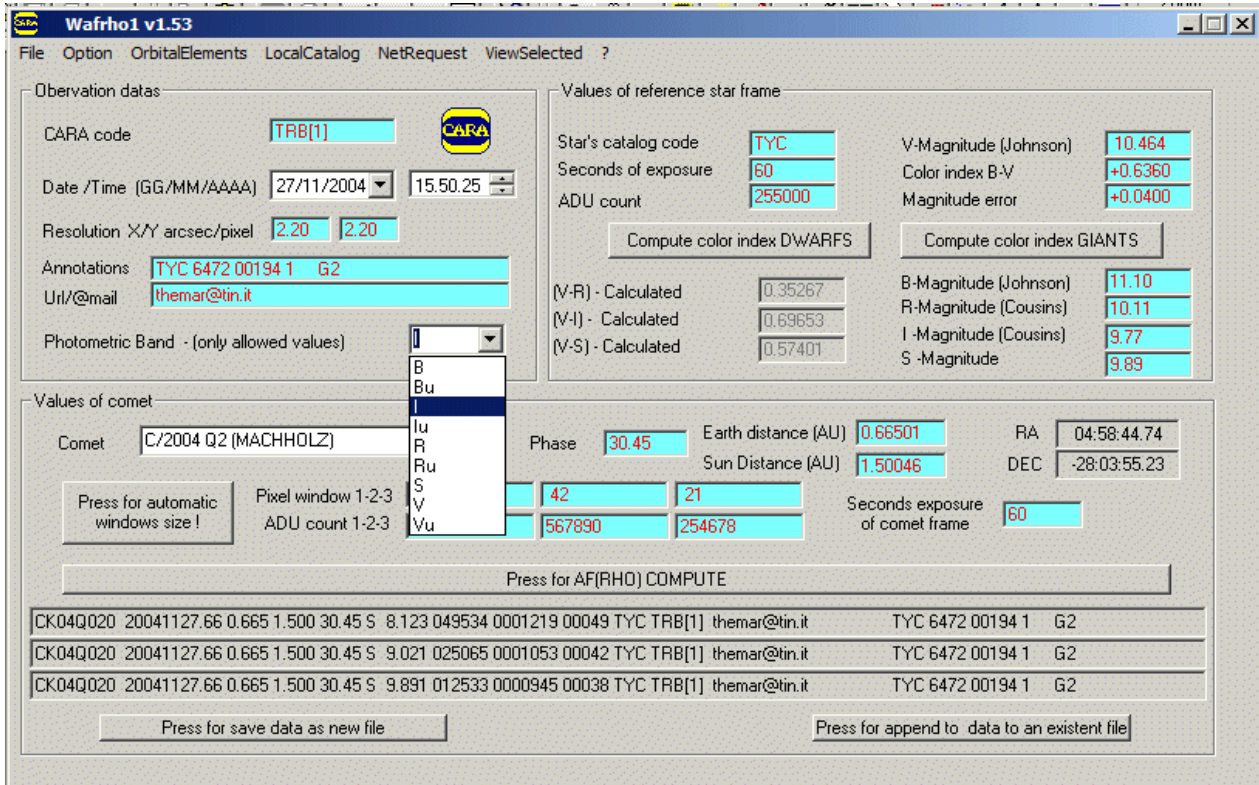 Wafrho1 v1.53
File Option OrbitalElements LocalCatalog NetRequest ViewSelected ?
Obervation datas
CARA code TRB[1] CARA
Date /Time (GG/MM/AAAA) 27/11/2004 15.50.25
Resolution X/Y arcsec/pixel 2.20 2.20
Annotations TYC 6472 00194 1 G2
Url/@mail themar@tin.it
Photometric Band - (only allowed values) I
B
Bu
I
Iu
R
Ru
S
V
Vu
Values of reference star frame
Star's catalog code TYC V-Magnitude (Johnson) 10.464
Seconds of exposure 60 Color index B-V +0.6360
ADU count 255000 Magnitude error +0.0400
Compute color index DWARFS Compute color index GIANTS
(V-R) - Calculated 0.35267 B-Magnitude (Johnson) 11.10
(V-I) - Calculated 0.69653 R-Magnitude (Cousins) 10.11
(V-S) - Calculated 0.57401 I -Magnitude (Cousins) 9.77
S -Magnitude 9.89
Values of comet
Comet C/2004 Q2 (MACHHOLZ) Phase 30.45 Earth distance (AU) 0.66501 RA 04:58:44.74
Sun Distance (AU) 1.50046 DEC -28:03:55.23
Press for automatic windows size ! Pixel window 1-2-3 42 21 Seconds exposure of comet frame 60
ADU count 1-2-3 567890 254678
Press for AF(RHO) COMPUTE
CK04Q020 20041127.66 0.665 1.500 30.45 S 8.123 049534 0001219 00049 TYC TRB[1] themar@tin.it TYC 6472 00194 1 G2
CK04Q020 20041127.66 0.665 1.500 30.45 S 9.021 025065 0001053 00042 TYC TRB[1] themar@tin.it TYC 6472 00194 1 G2
CK04Q020 20041127.66 0.665 1.500 30.45 S 9.891 012533 0000945 00038 TYC TRB[1] themar@tin.it TYC 6472 00194 1 G2
Press for save data as new file Press for append to data to an existent file